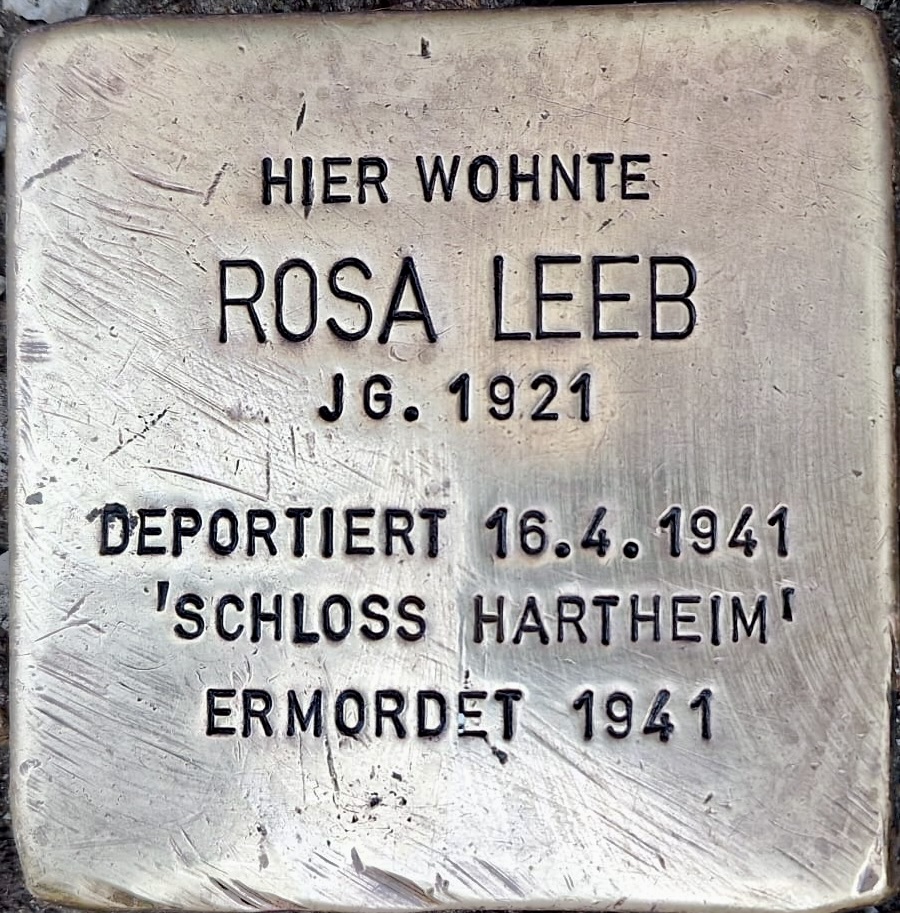 HIER WOHNTE
ROSA LEEB
JG. 1921
DEPORTIERT 16.4.1941
'SCHLOSS HARTHEIM'
ERMORDET 1941